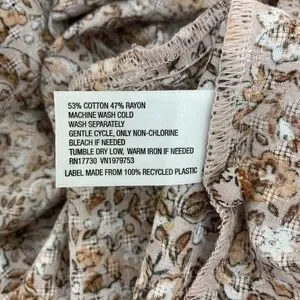 53% COTTON 47% RAYON
MACHINE WASH COLD
WASH SEPARATELY
GENTLE CYCLE, ONLY NON-CHLORINE
BLEACH IF NEEDED
TUMBLE DRY LOW, WARM IRON IF NEEDED
RN17730 VN1979753
LABEL MADE FROM 100% RECYCLED PLASTIC